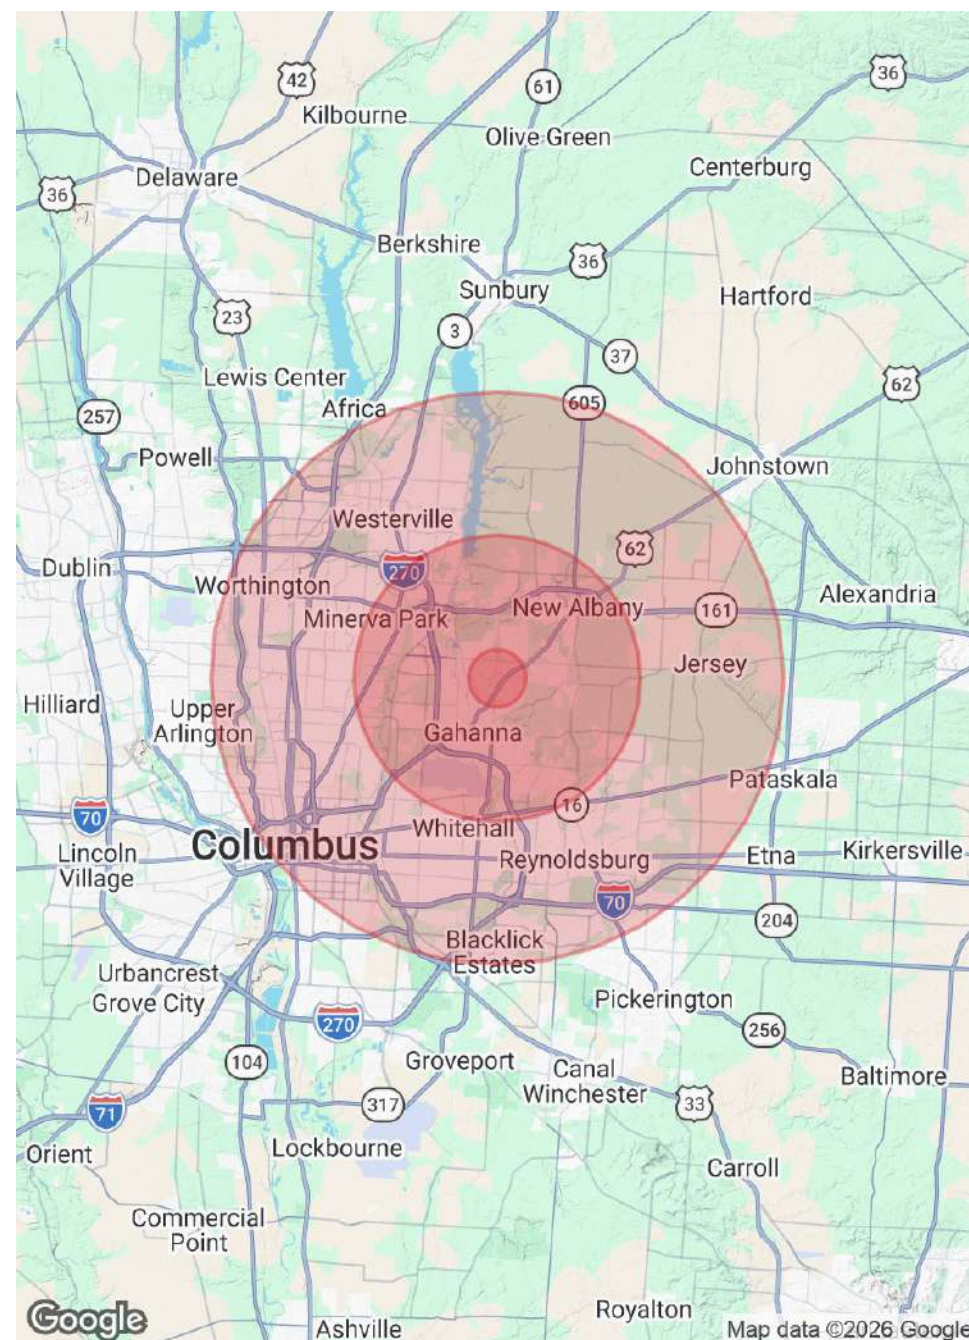 42
61
36
Kilbourne
Olive Green
Centerburg
Delaware
36
Berkshire
36
Sunbury
Hartford
23
3
37
Lewis Center
62
257
Africa
605
Powell
Johnstown
Westerville
62
Dublin
270
Worthington
New Albany
Alexandria
Minerva Park
161
Jersey
Hilliard
Upper
Arlington
Gahanna
Pataskala
16
70
Whitehall
Columbus
Lincoln
Village
Reynoldsburg
Etna
Kirkersville
70
204
Blacklick
Estates
Urbancrest
Grove City
Pickerington
270
256
104
Groveport
Canal
Winchester
Baltimore
71
317
33
Orient
Lockbourne
Carroll
Commercial
Point
Google
Ashville
Royalton
Map data ©2026 Google